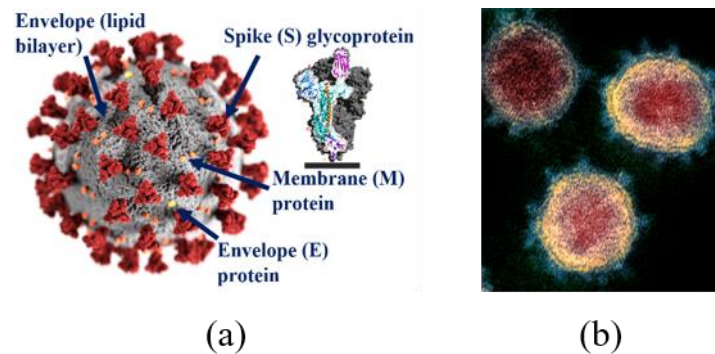 Envelope (lipid
bilayer)
Spike (S) glycoprotein
Membrane (M)
protein
Envelope (E)
protein
(a)
(b)